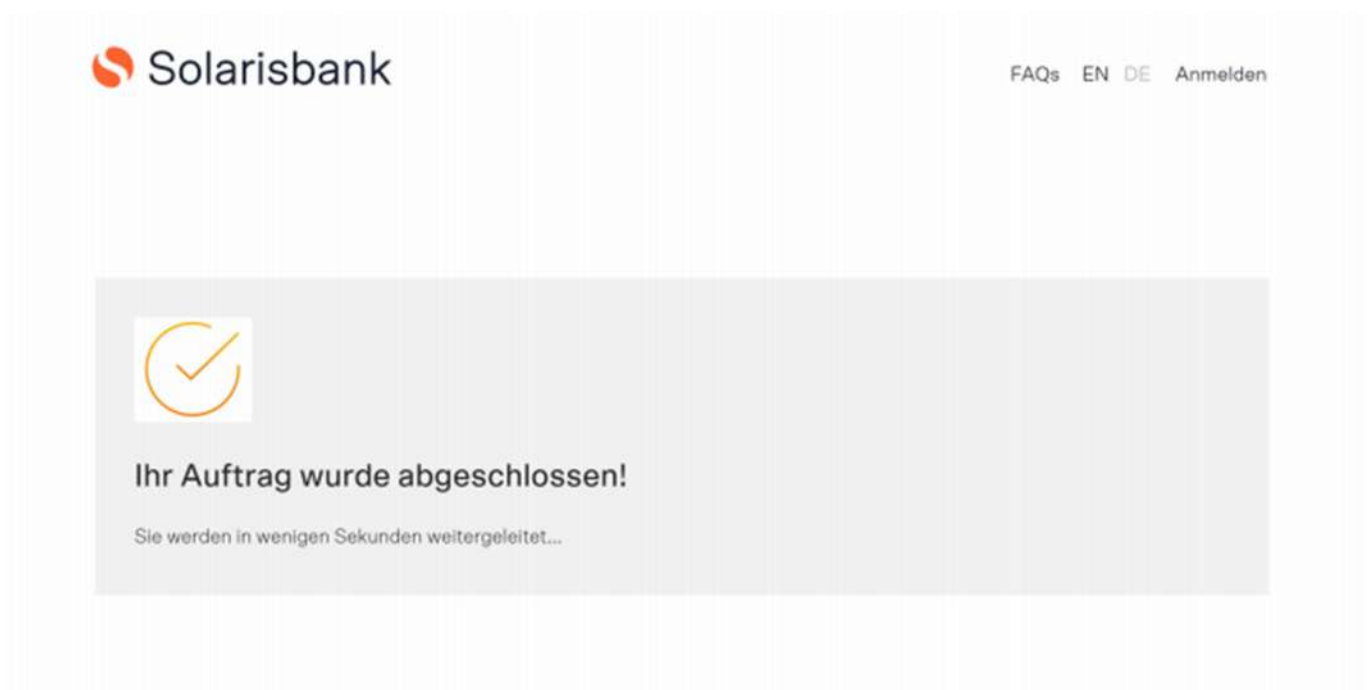 Solarisbank
FAQs EN DE Anmelden
Ihr Auftrag wurde abgeschlossen!
Sie werden in wenigen Sekunden weitergeleitet...